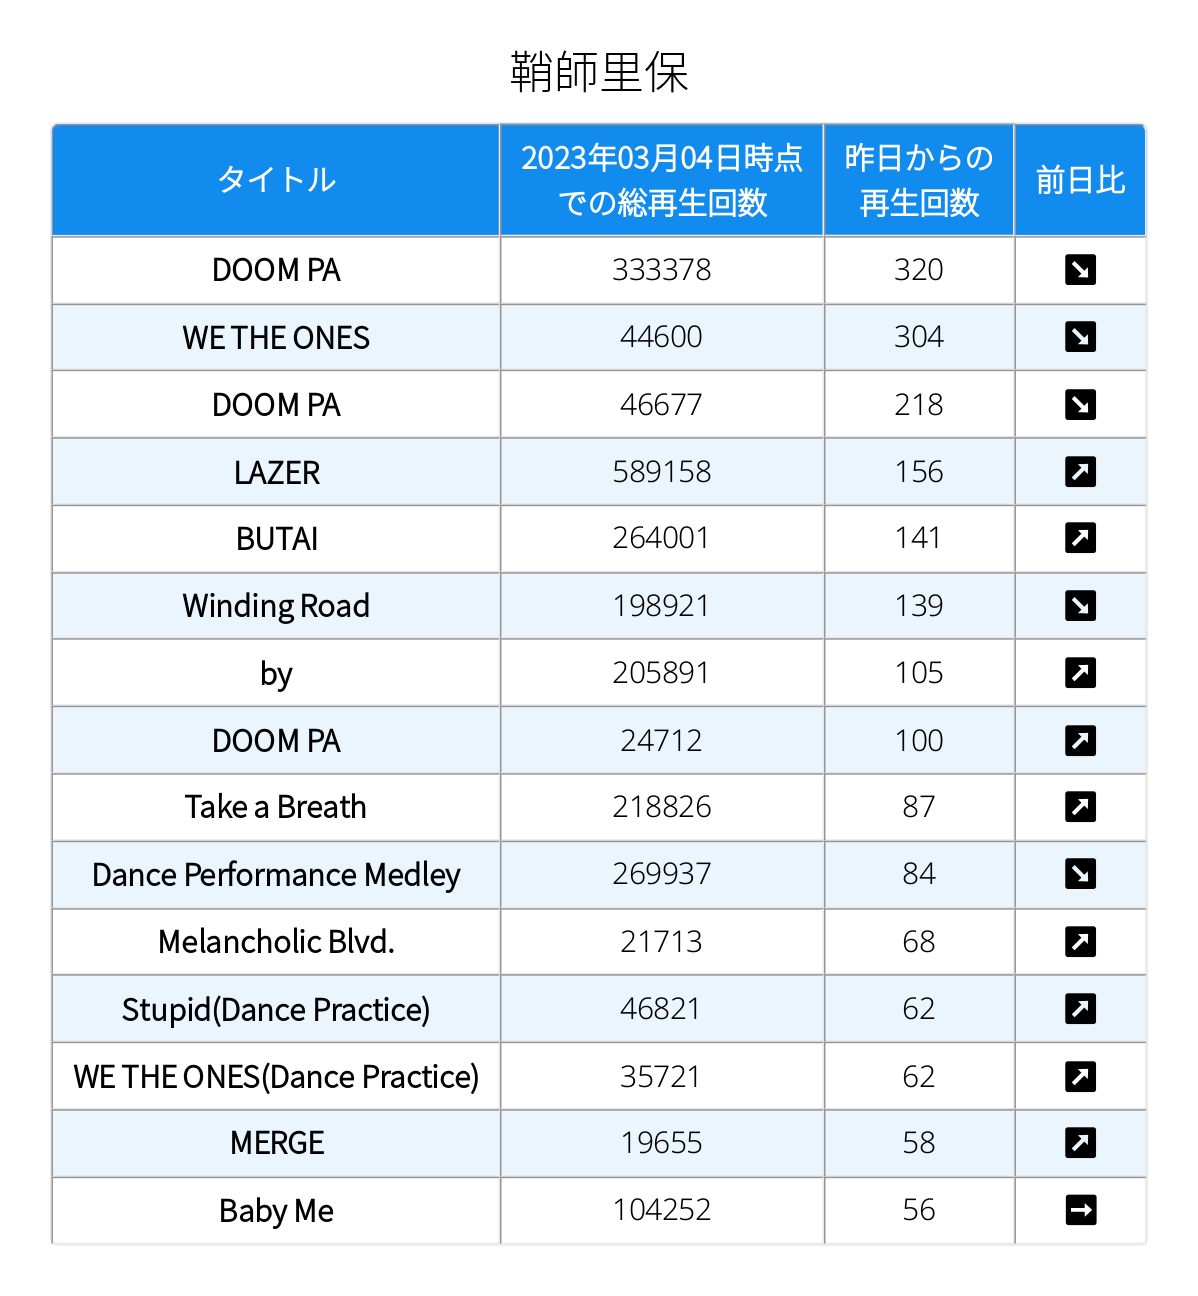 鞘師里保
タイトル 2023年03月04日時点での総再生回数 昨日からの再生回数 前日比
DOOM PA 333378 320 ↘
WE THE ONES 44600 304 ↘
DOOM PA 46677 218 ↘
LAZER 589158 156 ↗
BUTAI 264001 141 ↗
Winding Road 198921 139 ↘
by 205891 105 ↗
DOOM PA 24712 100 ↗
Take a Breath 218826 87 ↗
Dance Performance Medley 269937 84 ↘
Melancholic Blvd. 21713 68 ↗
Stupid(Dance Practice) 46821 62 ↗
WE THE ONES(Dance Practice) 35721 62 ↗
MERGE 19655 58 ↗
Baby Me 104252 56 →